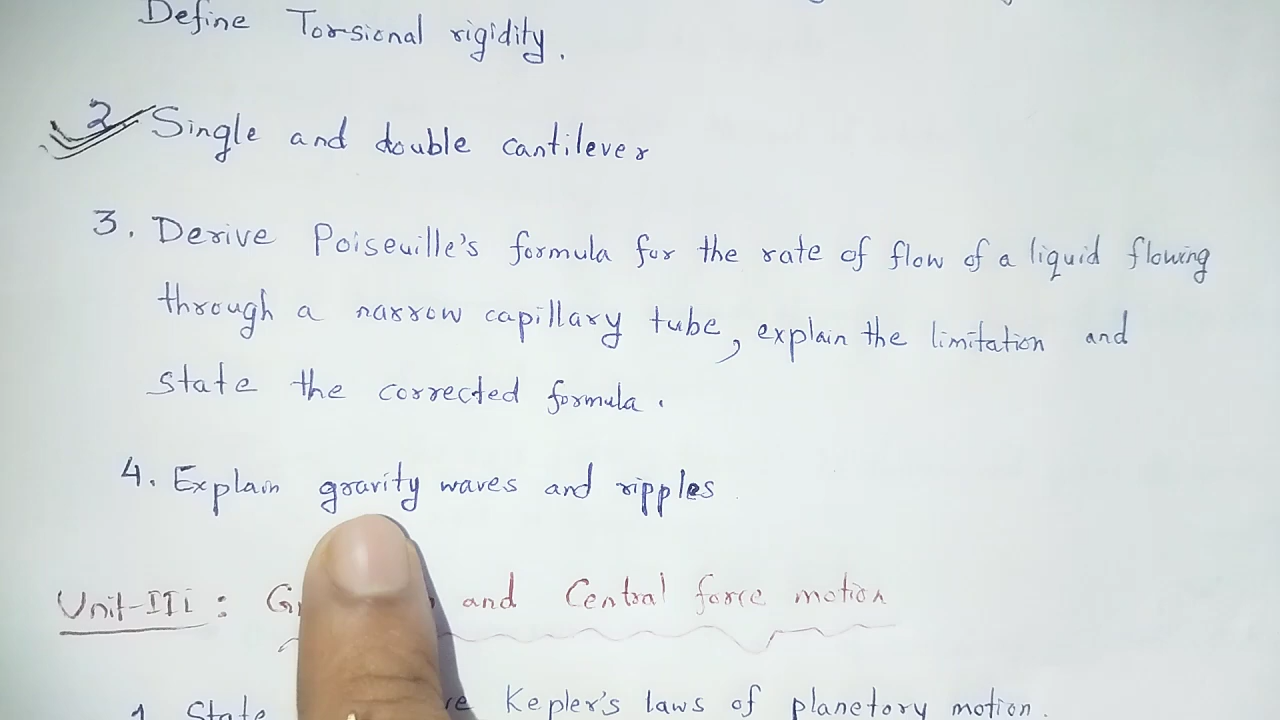 Define Torsional rigidity.
2 Single and double cantilever
3. Derive Poiseuille's formula for the rate of flow of a liquid flowing
through a narrow capillary tube, explain the limitation and
state the corrected formula.
4. Explain gravity waves and ripples
Unit-III: and Central force motion
1. State Kepler's laws of planetory motion.